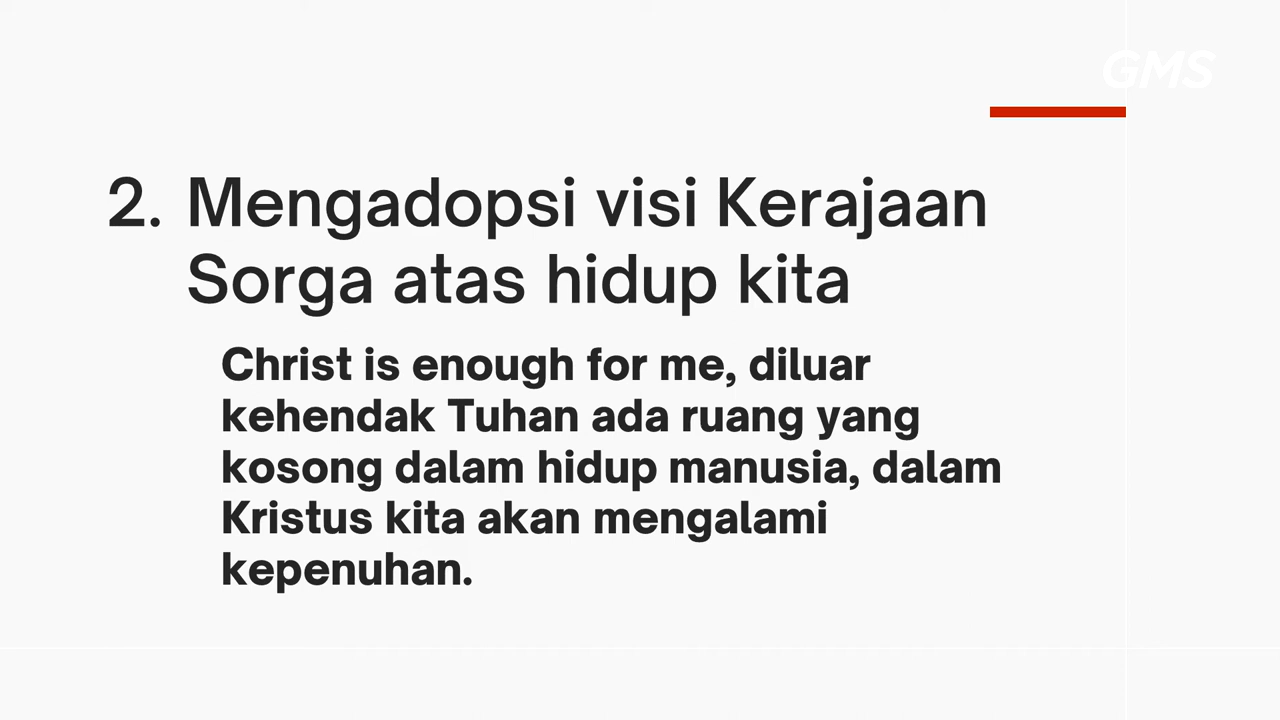 GMS
2. Mengadopsi visi Kerajaan
Sorga atas hidup kita
Christ is enough for me, diluar
kehendak Tuhan ada ruang yang
kosong dalam hidup manusia, dalam
Kristus kita akan mengalami
kepenuhan.